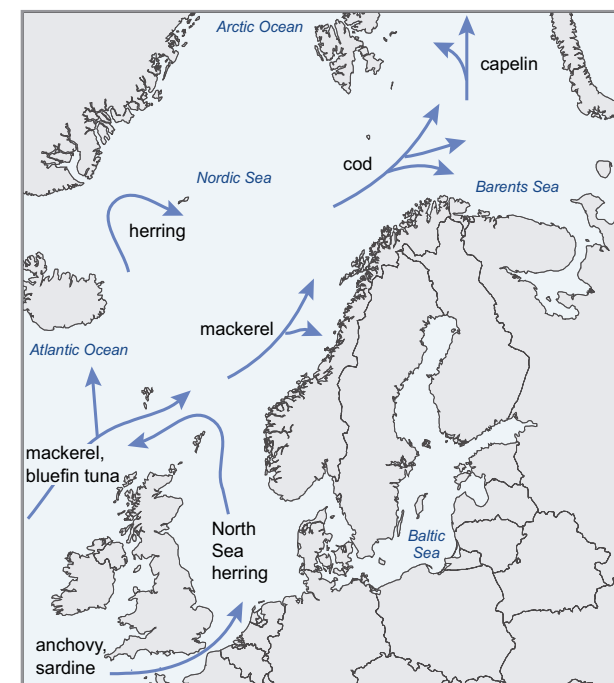 Arctic Ocean
capelin
cod
Nordic Sea
Barents Sea
herring
mackerel
Atlantic Ocean
mackerel,
bluefin tuna
North
Sea
herring
Baltic
Sea
anchovy,
sardine